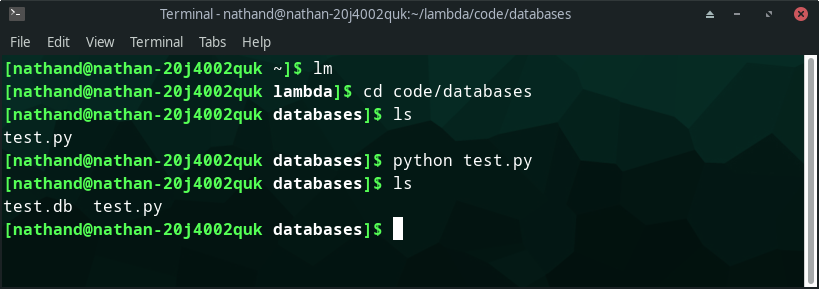 Terminal - nathand@nathan-20j4002quk:~/lambda/code/databases
File Edit View Terminal Tabs Help
[nathand@nathan-20j4002quk ~]$ lm
[nathand@nathan-20j4002quk lambda]$ cd code/databases
[nathand@nathan-20j4002quk databases]$ ls
test.py
[nathand@nathan-20j4002quk databases]$ python test.py
[nathand@nathan-20j4002quk databases]$ ls
test.db  test.py
[nathand@nathan-20j4002quk databases]$